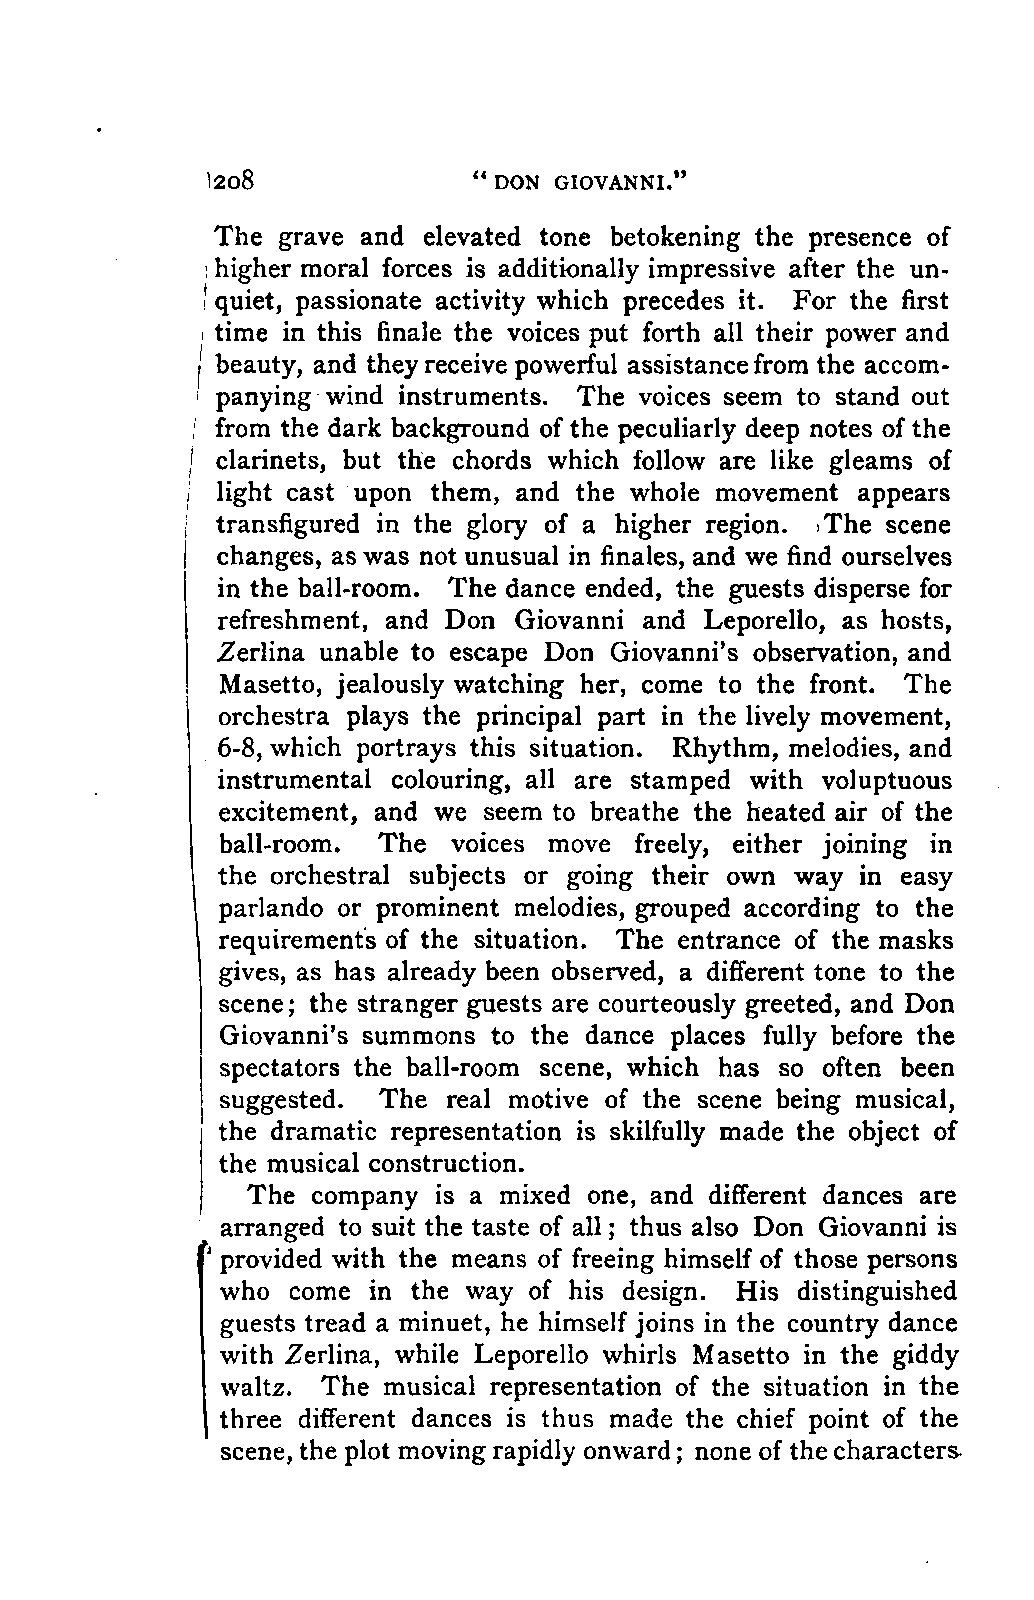 208 “ DON GIOVANNI.”
The grave and elevated tone betokening the presence of
higher moral forces is additionally impressive after the un-
quiet, passionate activity which precedes it. For the first
time in this finale the voices put forth all their power and
beauty, and they receive powerful assistance from the accom-
panying wind instruments. The voices seem to stand out
from the dark background of the peculiarly deep notes of the
clarinets, but the chords which follow are like gleams of
light cast upon them, and the whole movement appears
transfigured in the glory of a higher region. The scene
changes, as was not unusual in finales, and we find ourselves
in the ball-room. The dance ended, the guests disperse for
refreshment, and Don Giovanni and Leporello, as hosts,
Zerlina unable to escape Don Giovanni’s observation, and
Masetto, jealously watching her, come to the front. The
orchestra plays the principal part in the lively movement,
6-8, which portrays this situation. Rhythm, melodies, and
instrumental colouring, all are stamped with voluptuous
excitement, and we seem to breathe the heated air of the
ball-room. The voices move freely, either joining in
the orchestral subjects or going their own way in easy
parlando or prominent melodies, grouped according to the
requirements of the situation. The entrance of the masks
gives, as has already been observed, a different tone to the
scene; the stranger guests are courteously greeted, and Don
Giovanni’s summons to the dance places fully before the
spectators the ball-room scene, which has so often been
suggested. The real motive of the scene being musical,
the dramatic representation is skilfully made the object of
the musical construction.
The company is a mixed one, and different dances are
arranged to suit the taste of all; thus also Don Giovanni is
provided with the means of freeing himself of those persons
who come in the way of his design. His distinguished
guests tread a minuet, he himself joins in the country dance
with Zerlina, while Leporello whirls Masetto in the giddy
waltz. The musical representation of the situation in the
three different dances is thus made the chief point of the
scene, the plot moving rapidly onward; none of the characters